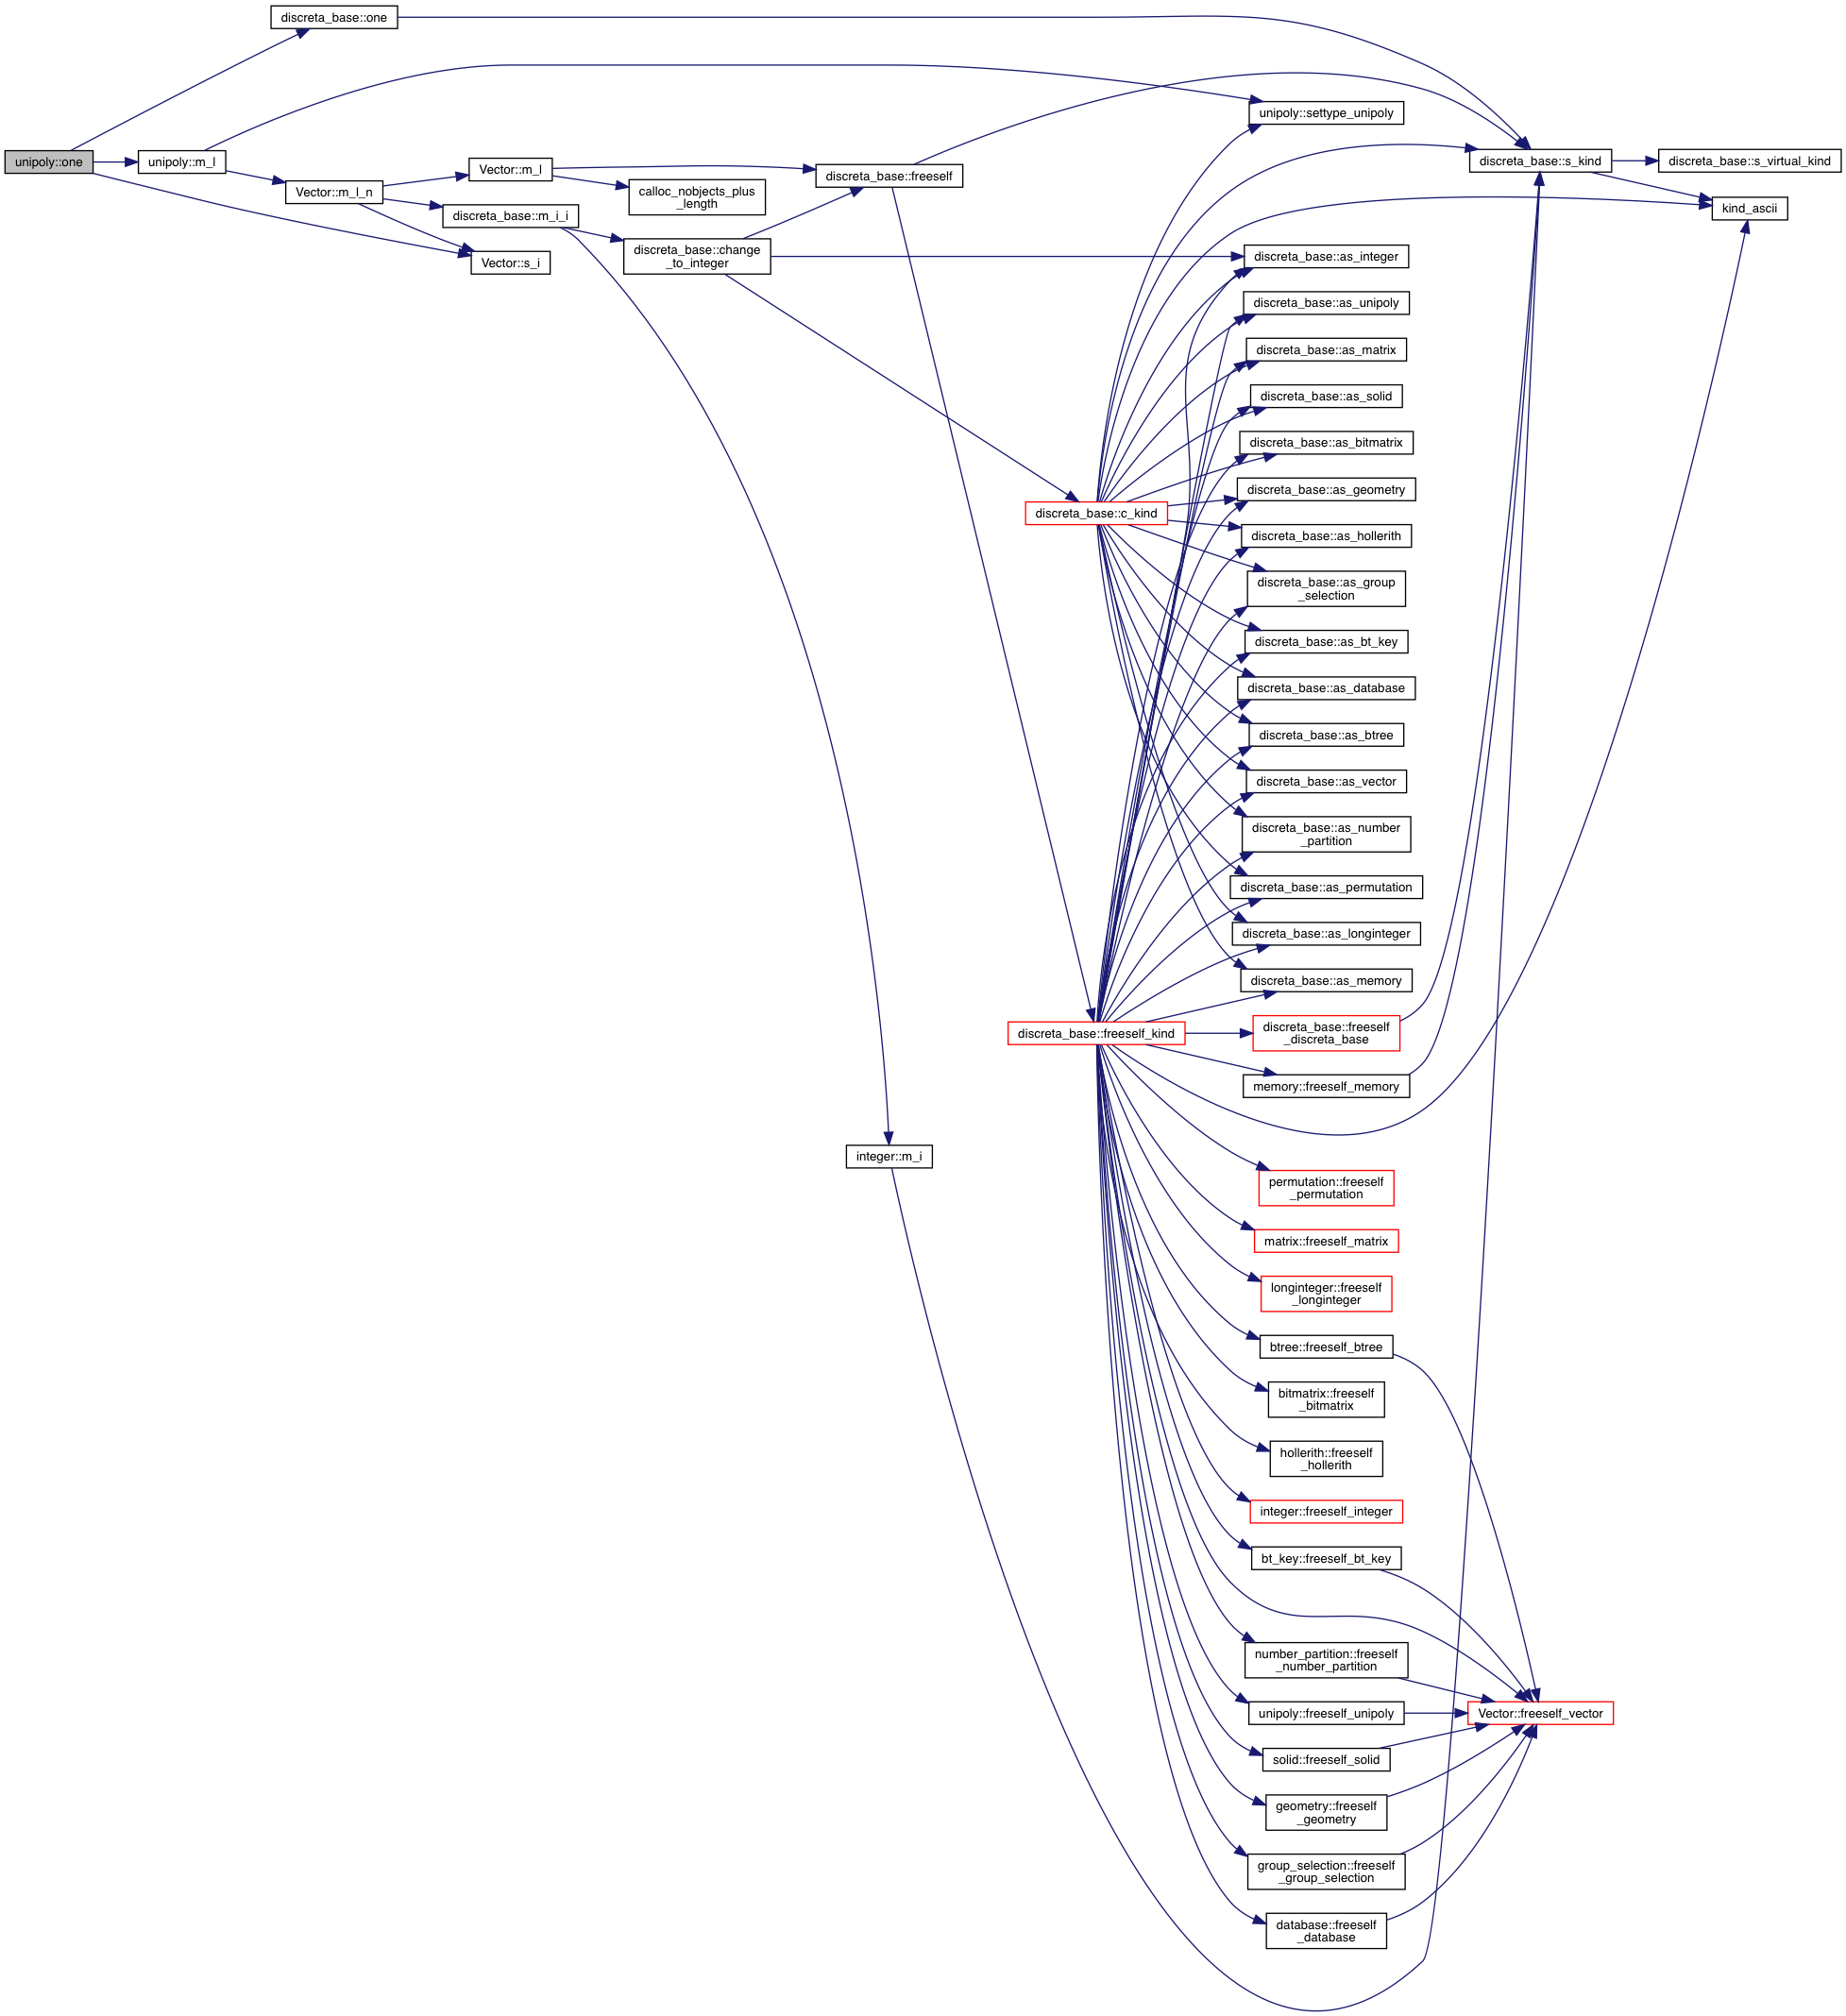 unipoly::one
discreta_base::one
unipoly::m_l
Vector::m_l_n
Vector::m_l
discreta_base::m_i_i
Vector::s_i
calloc_nobjects_plus
_length
discreta_base::change
_to_integer
discreta_base::freeself
integer::m_i
discreta_base::c_kind
discreta_base::freeself_kind
unipoly::settype_unipoly
discreta_base::as_integer
discreta_base::as_unipoly
discreta_base::as_matrix
discreta_base::as_solid
discreta_base::as_bitmatrix
discreta_base::as_geometry
discreta_base::as_hollerith
discreta_base::as_group
_selection
discreta_base::as_bt_key
discreta_base::as_database
discreta_base::as_btree
discreta_base::as_vector
discreta_base::as_number
_partition
discreta_base::as_permutation
discreta_base::as_longinteger
discreta_base::as_memory
discreta_base::freeself
_discreta_base
memory::freeself_memory
permutation::freeself
_permutation
matrix::freeself_matrix
longinteger::freeself
_longinteger
btree::freeself_btree
bitmatrix::freeself
_bitmatrix
hollerith::freeself
_hollerith
integer::freeself_integer
bt_key::freeself_bt_key
number_partition::freeself
_number_partition
unipoly::freeself_unipoly
solid::freeself_solid
geometry::freeself
_geometry
group_selection::freeself
_group_selection
database::freeself
_database
discreta_base::s_kind
Vector::freeself_vector
discreta_base::s_virtual_kind
kind_ascii